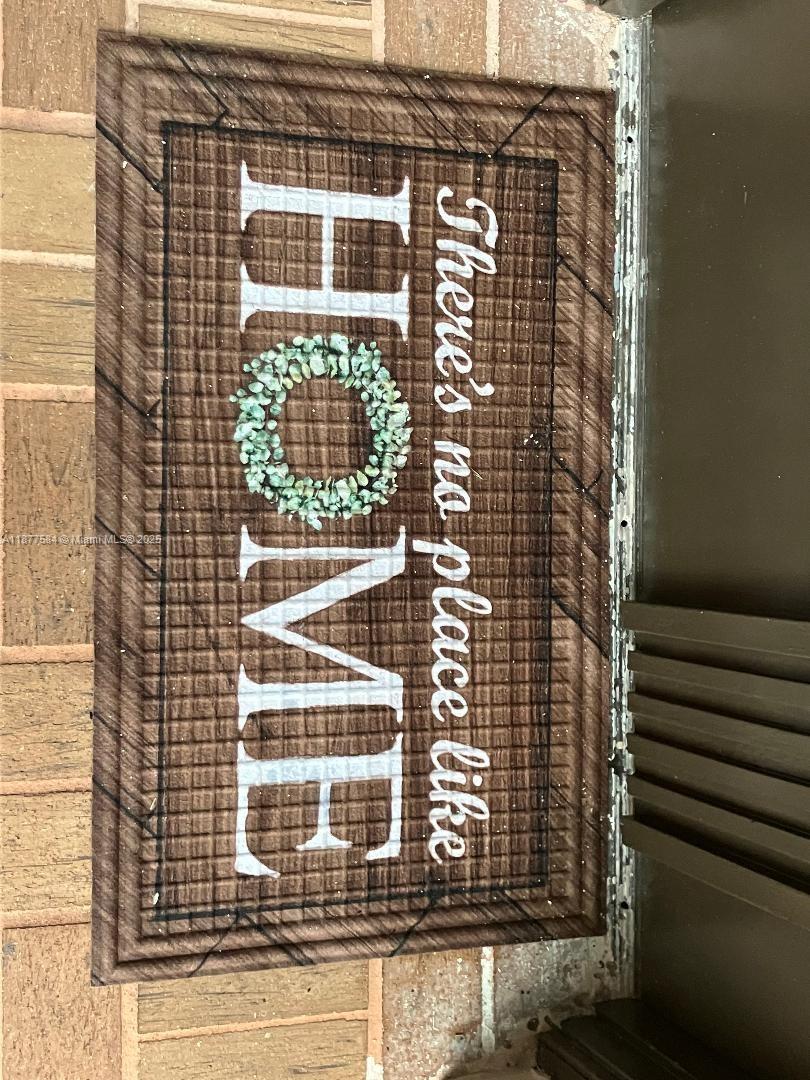 There's no place like
HOME
A11877584 © Miami MLS® 2025